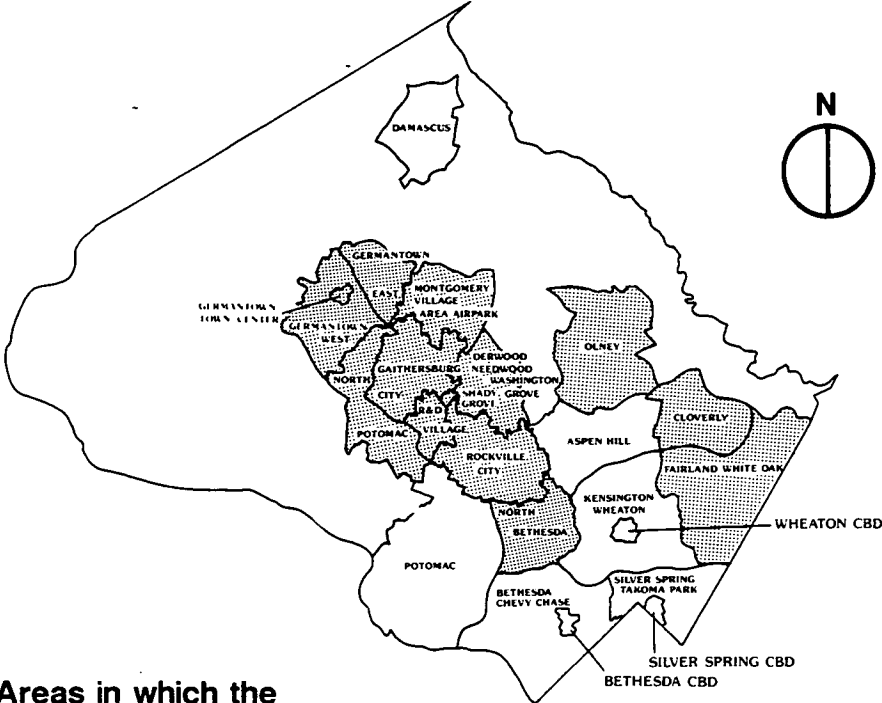 N
DAMASCUS
GERMANTOWN
EAST
MONTGOMERY
VILLAGE
AREA AIRPARK
GERMANTOWN
TOWN CENTER
GERMANTOWN
WEST
OLNEY
DERWOOD
NEEDWOOD
WASHINGTON
GROVE
SHADY
GROVE
NORTH
GAITHERSBURG
CITY
R&D
VILLAGE
POTOMAC
CLOVERLY
ASPEN HILL
ROCKVILLE
CITY
FAIRLAND WHITE OAK
KENSINGTON
WHEATON
NORTH
BETHESDA
WHEATON CBD
POTOMAC
SILVER SPRING
TAKOMA PARK
BETHESDA
CHEVY CHASE
SILVER SPRING CBD
BETHESDA CBD
Areas in which the